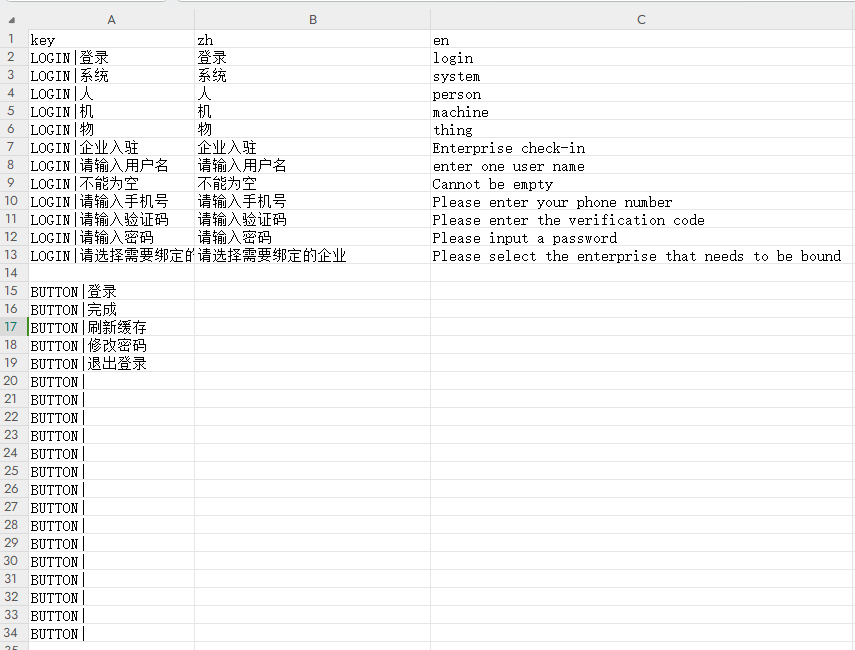 A B C
1 key zh en
2 LOGIN|登录 登录 login
3 LOGIN|系统 系统 system
4 LOGIN|人 人 person
5 LOGIN|机 机 machine
6 LOGIN|物 物 thing
7 LOGIN|企业入驻 企业入驻 Enterprise check-in
8 LOGIN|请输入用户名 请输入用户名 enter one user name
9 LOGIN|不能为空 不能为空 Cannot be empty
10 LOGIN|请输入手机号 请输入手机号 Please enter your phone number
11 LOGIN|请输入验证码 请输入验证码 Please enter the verification code
12 LOGIN|请输入密码 请输入密码 Please input a password
13 LOGIN|请选择需要绑定的 请选择需要绑定的企业 Please select the enterprise that needs to be bound
14
15 BUTTON|登录
16 BUTTON|完成
17 BUTTON|刷新缓存
18 BUTTON|修改密码
19 BUTTON|退出登录
20 BUTTON|
21 BUTTON|
22 BUTTON|
23 BUTTON|
24 BUTTON|
25 BUTTON|
26 BUTTON|
27 BUTTON|
28 BUTTON|
29 BUTTON|
30 BUTTON|
31 BUTTON|
32 BUTTON|
33 BUTTON|
34 BUTTON|